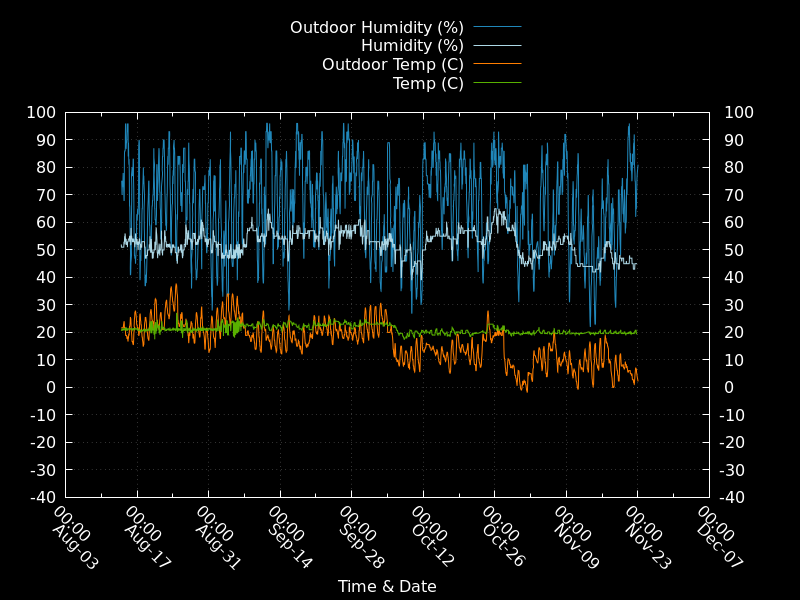 Outdoor Humidity (%)
Humidity (%)
Outdoor Temp (C)
Temp (C)
100 100
90 90
80 80
70 70
60 60
50 50
40 40
30 30
20 20
10 10
0 0
-10 -10
-20 -20
-30 -30
-40 -40
00:00 Aug-03
00:00 Aug-17
00:00 Aug-31
00:00 Sep-14
00:00 Sep-28
00:00 Oct-12
00:00 Oct-26
00:00 Nov-09
00:00 Nov-23
00:00 Dec-07
Time & Date